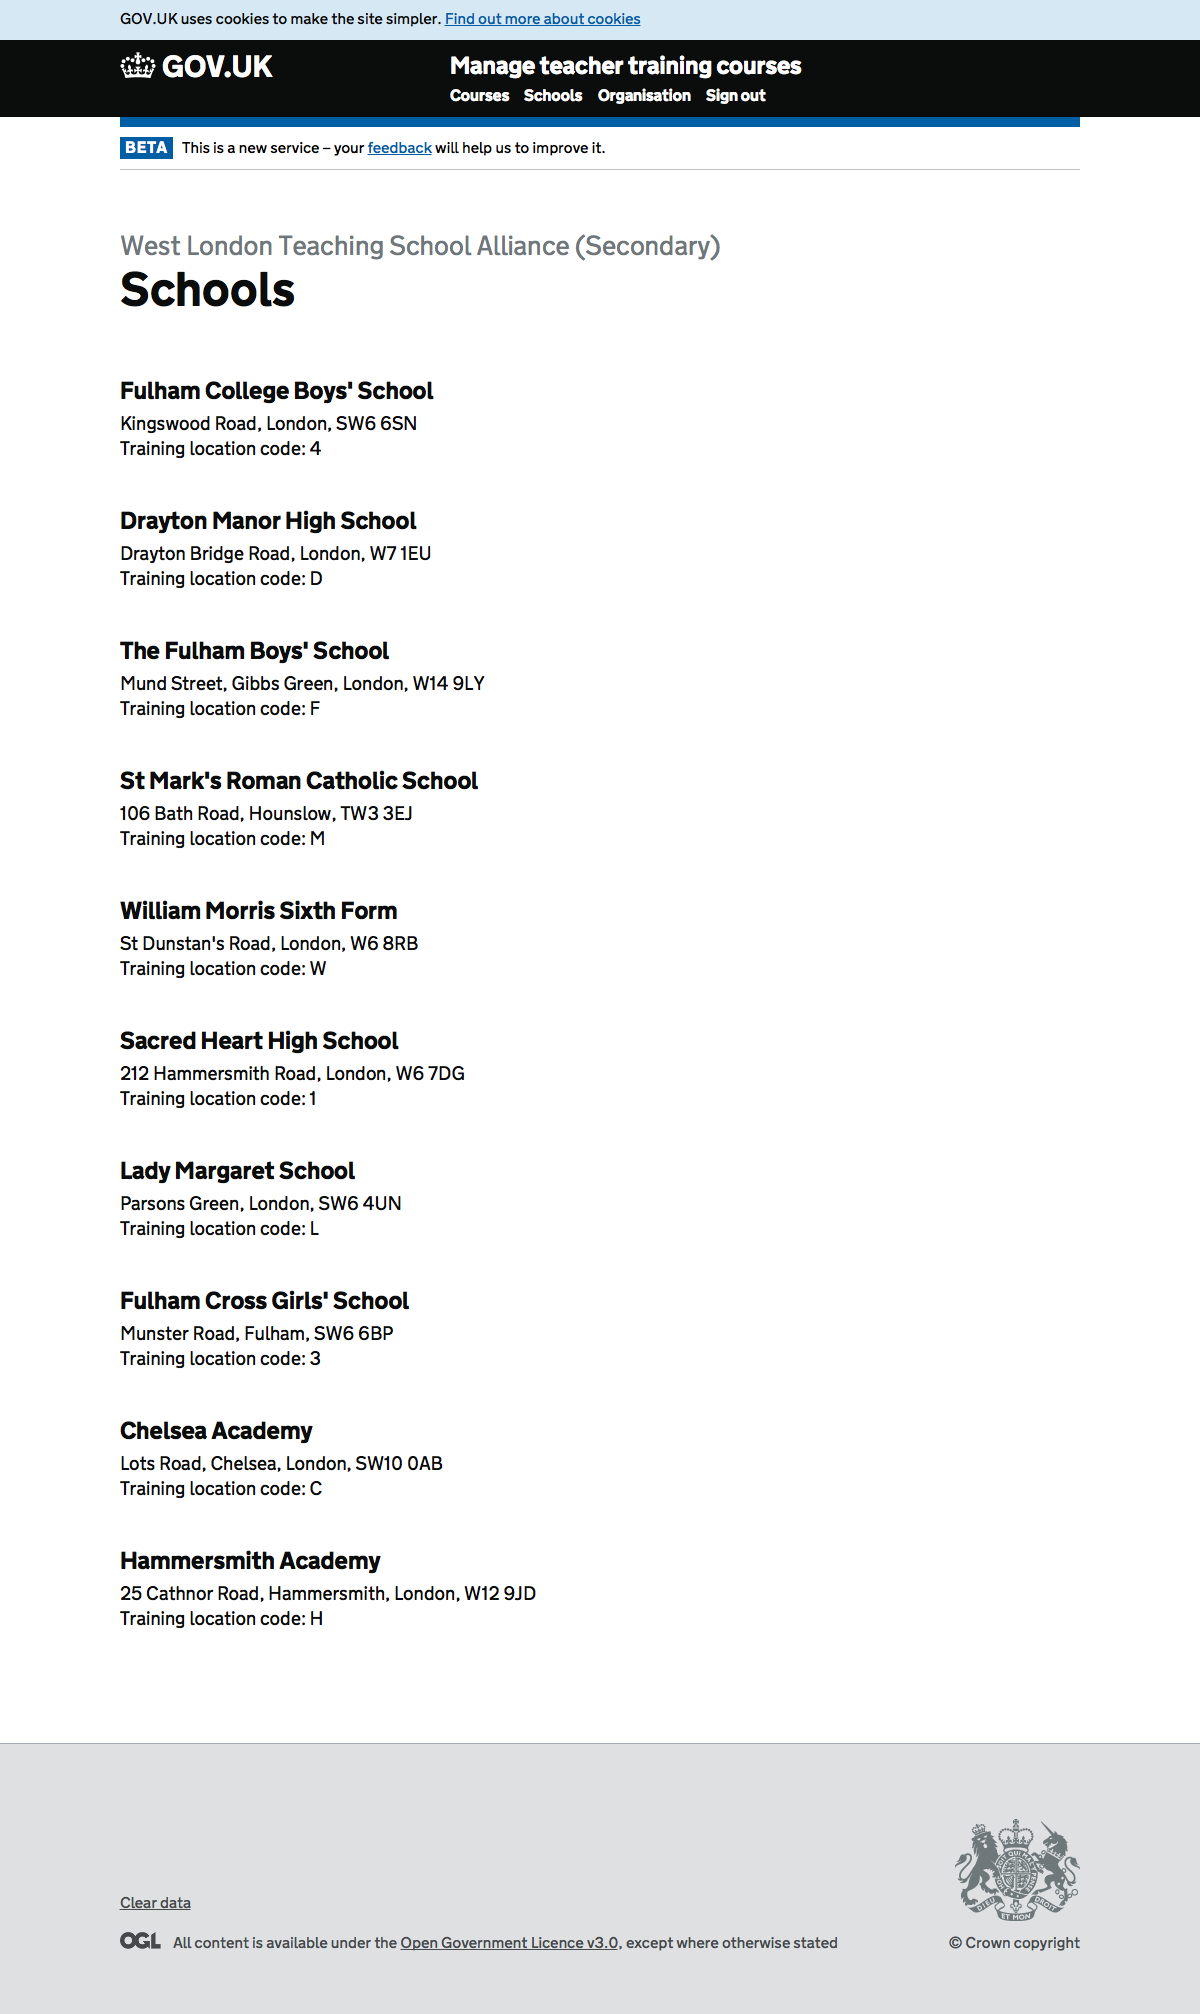 GOV.UK uses cookies to make the site simpler. Find out more about cookies
GOV.UK
Manage teacher training courses
Courses Schools Organisation Sign out
BETA This is a new service – your feedback will help us to improve it.
West London Teaching School Alliance (Secondary)
Schools
Fulham College Boys' School
Kingswood Road, London, SW6 6SN
Training location code: 4
Drayton Manor High School
Drayton Bridge Road, London, W7 1EU
Training location code: D
The Fulham Boys' School
Mund Street, Gibbs Green, London, W14 9LY
Training location code: F
St Mark's Roman Catholic School
106 Bath Road, Hounslow, TW3 3EJ
Training location code: M
William Morris Sixth Form
St Dunstan's Road, London, W6 8RB
Training location code: W
Sacred Heart High School
212 Hammersmith Road, London, W6 7DG
Training location code: 1
Lady Margaret School
Parsons Green, London, SW6 4UN
Training location code: L
Fulham Cross Girls' School
Munster Road, Fulham, SW6 6BP
Training location code: 3
Chelsea Academy
Lots Road, Chelsea, London, SW10 0AB
Training location code: C
Hammersmith Academy
25 Cathnor Road, Hammersmith, London, W12 9JD
Training location code: H
DIEU ET MON DROIT
Clear data
OGL All content is available under the Open Government Licence v3.0, except where otherwise stated
© Crown copyright